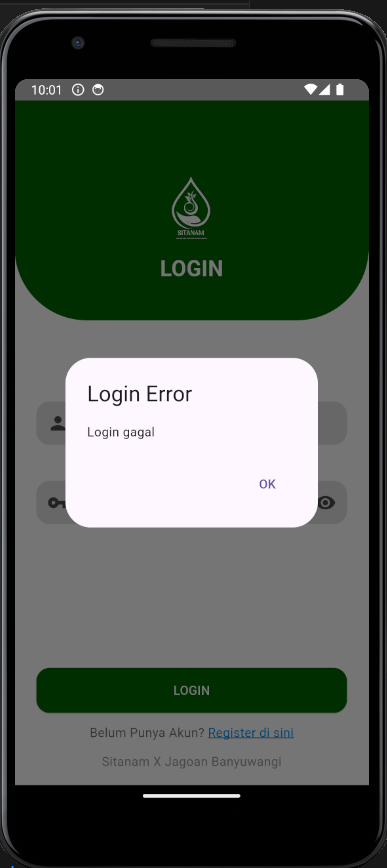 10:01
SITANAM
LOGIN
Login Error
Login gagal
OK
LOGIN
Belum Punya Akun? Register di sini
Sitanam X Jagoan Banyuwangi